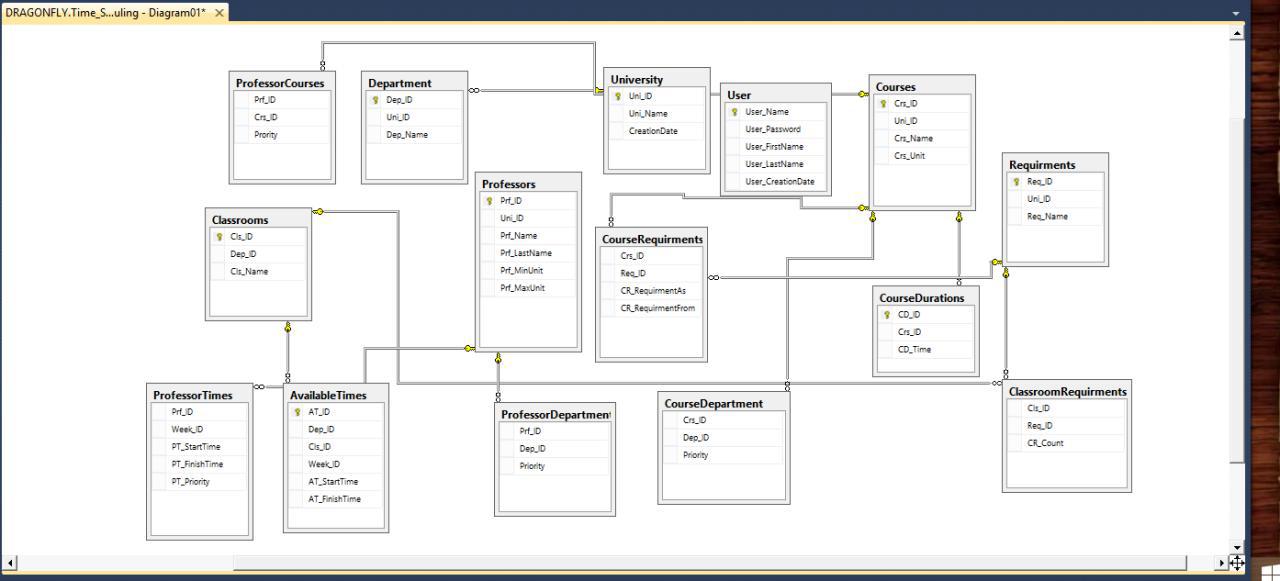 DRAGONFLY.Time_S...uling - Diagram01*
ProfessorCourses
Prf_ID
Crs_ID
Prority
Department
Dep_ID
Uni_ID
Dep_Name
University
Uni_ID
Uni_Name
CreationDate
User
User_Name
User_Password
User_FirstName
User_LastName
User_CreationDate
Courses
Crs_ID
Uni_ID
Crs_Name
Crs_Unit
Requirments
Req_ID
Uni_ID
Req_Name
Professors
Prf_ID
Uni_ID
Prf_Name
Prf_LastName
Prf_MinUnit
Prf_MaxUnit
Classrooms
Cls_ID
Dep_ID
Cls_Name
CourseRequirments
Crs_ID
Req_ID
CR_RequirmentAs
CR_RequirmentFrom
CourseDurations
CD_ID
Crs_ID
CD_Time
ProfessorTimes
Prf_ID
Week_ID
PT_StartTime
PT_FinishTime
PT_Priority
AvailableTimes
AT_ID
Dep_ID
Cls_ID
Week_ID
AT_StartTime
AT_FinishTime
ProfessorDepartment
Prf_ID
Dep_ID
Priority
CourseDepartment
Crs_ID
Dep_ID
Priority
ClassroomRequirments
Cls_ID
Req_ID
CR_Count